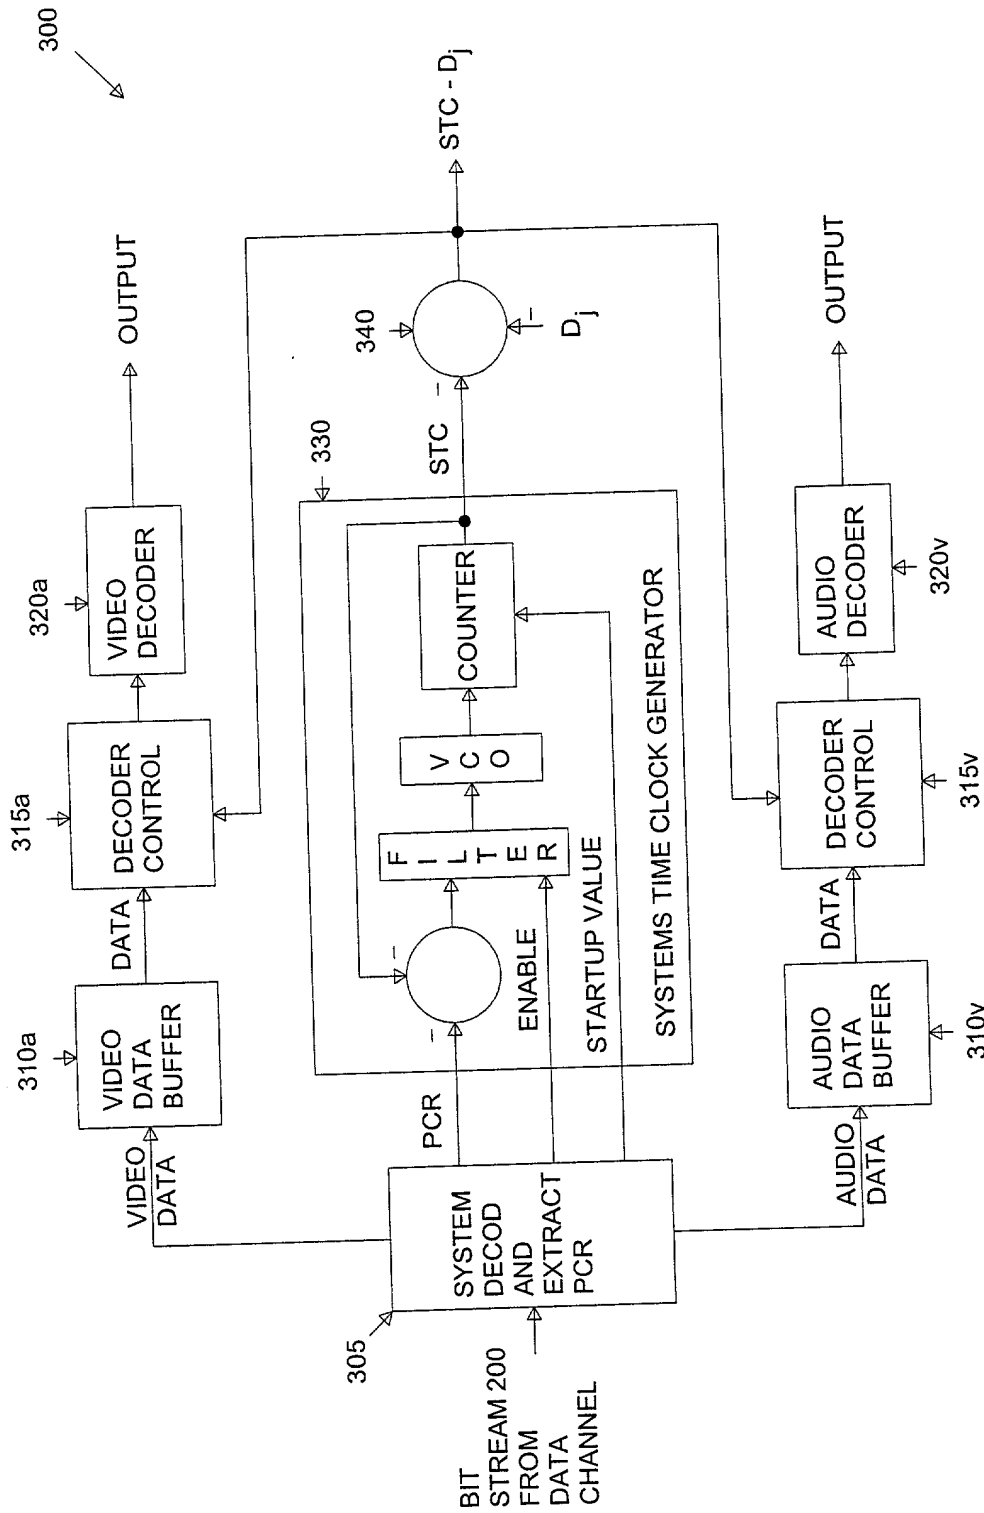 300
VIDEO
DATA
310a
VIDEO
DATA
BUFFER
DATA
315a
DECODER
CONTROL
320a
VIDEO
DECODER
OUTPUT
305
BIT
STREAM 200
FROM
DATA
CHANNEL
SYSTEM
DECOD
AND
EXTRACT
PCR
PCR
–
–
ENABLE
STARTUP VALUE
FILTER
VCO
COUNTER
330
SYSTEMS TIME CLOCK GENERATOR
STC
–
340
–
Dj
STC - Dj
AUDIO
DATA
AUDIO
DATA
BUFFER
310v
DATA
DECODER
CONTROL
315v
AUDIO
DECODER
320v
OUTPUT